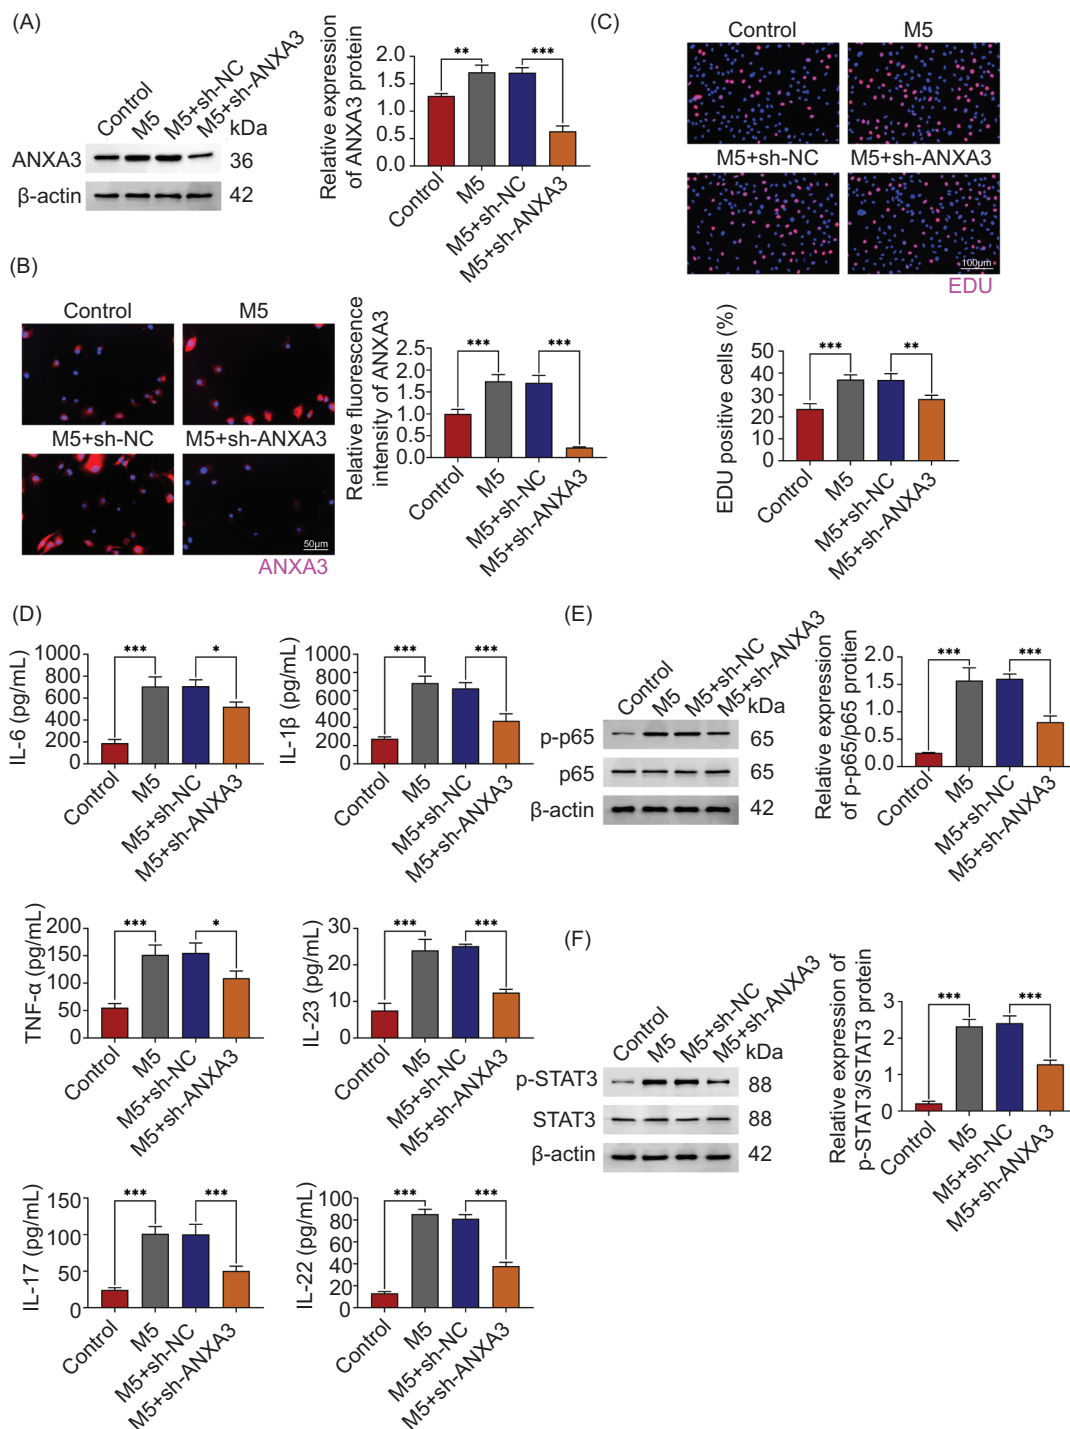 (A)
Control
M5
M5+sh-NC
M5+sh-ANXA3
kDa
ANXA3
36
β-actin
42
Relative expression
of ANXA3 protein
2.0
1.5
1.0
0.5
0.0
**
***
Control
M5
M5+sh-NC
M5+sh-ANXA3
(B)
Control
M5
M5+sh-NC
M5+sh-ANXA3
50μm
ANXA3
Relative fluorescence
intensity of ANXA3
2.5
2.0
1.5
1.0
0.5
0.0
***
***
Control
M5
M5+sh-NC
M5+sh-ANXA3
(C)
Control
M5
M5+sh-NC
M5+sh-ANXA3
100μm
EDU
EDU positive cells (%)
50
40
30
20
10
0
***
**
Control
M5
M5+sh-NC
M5+sh-ANXA3
(D)
IL-6 (pg/mL)
1000
800
600
400
200
0
***
*
Control
M5
M5+sh-NC
M5+sh-ANXA3
IL-1β (pg/mL)
1000
800
600
400
200
0
***
***
Control
M5
M5+sh-NC
M5+sh-ANXA3
TNF-α (pg/mL)
200
150
100
50
0
***
*
Control
M5
M5+sh-NC
M5+sh-ANXA3
IL-23 (pg/mL)
30
20
10
0
***
***
Control
M5
M5+sh-NC
M5+sh-ANXA3
IL-17 (pg/mL)
150
100
50
0
***
***
Control
M5
M5+sh-NC
M5+sh-ANXA3
IL-22 (pg/mL)
100
80
60
40
20
0
***
***
Control
M5
M5+sh-NC
M5+sh-ANXA3
(E)
Control
M5
M5+sh-NC
M5+sh-ANXA3
kDa
p-p65
65
p65
65
β-actin
42
Relative expression
of p-p65/p65 protien
2.0
1.5
1.0
0.5
0.0
***
***
Control
M5
M5+sh-NC
M5+sh-ANXA3
(F)
Control
M5
M5+sh-NC
M5+sh-ANXA3
kDa
p-STAT3
88
STAT3
88
β-actin
42
Relative expression of
p-STAT3/STAT3 protein
3
2
1
0
***
***
Control
M5
M5+sh-NC
M5+sh-ANXA3